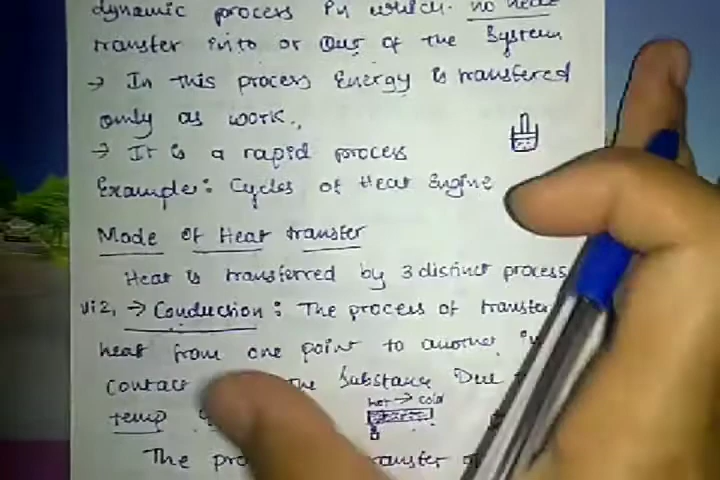 dynamic process in which no heat
transfer into or Out of the System
→ In this process Energy is transferred
only as work.,
→ It is a rapid process
Example: Cycles of Heat Engine
Mode of Heat transfer
Heat is transferred by 3 distinct process
viz, → Conduction: The process of transfer
heat from one point to another
Contact the Substance Due
temp
hot → cold
The